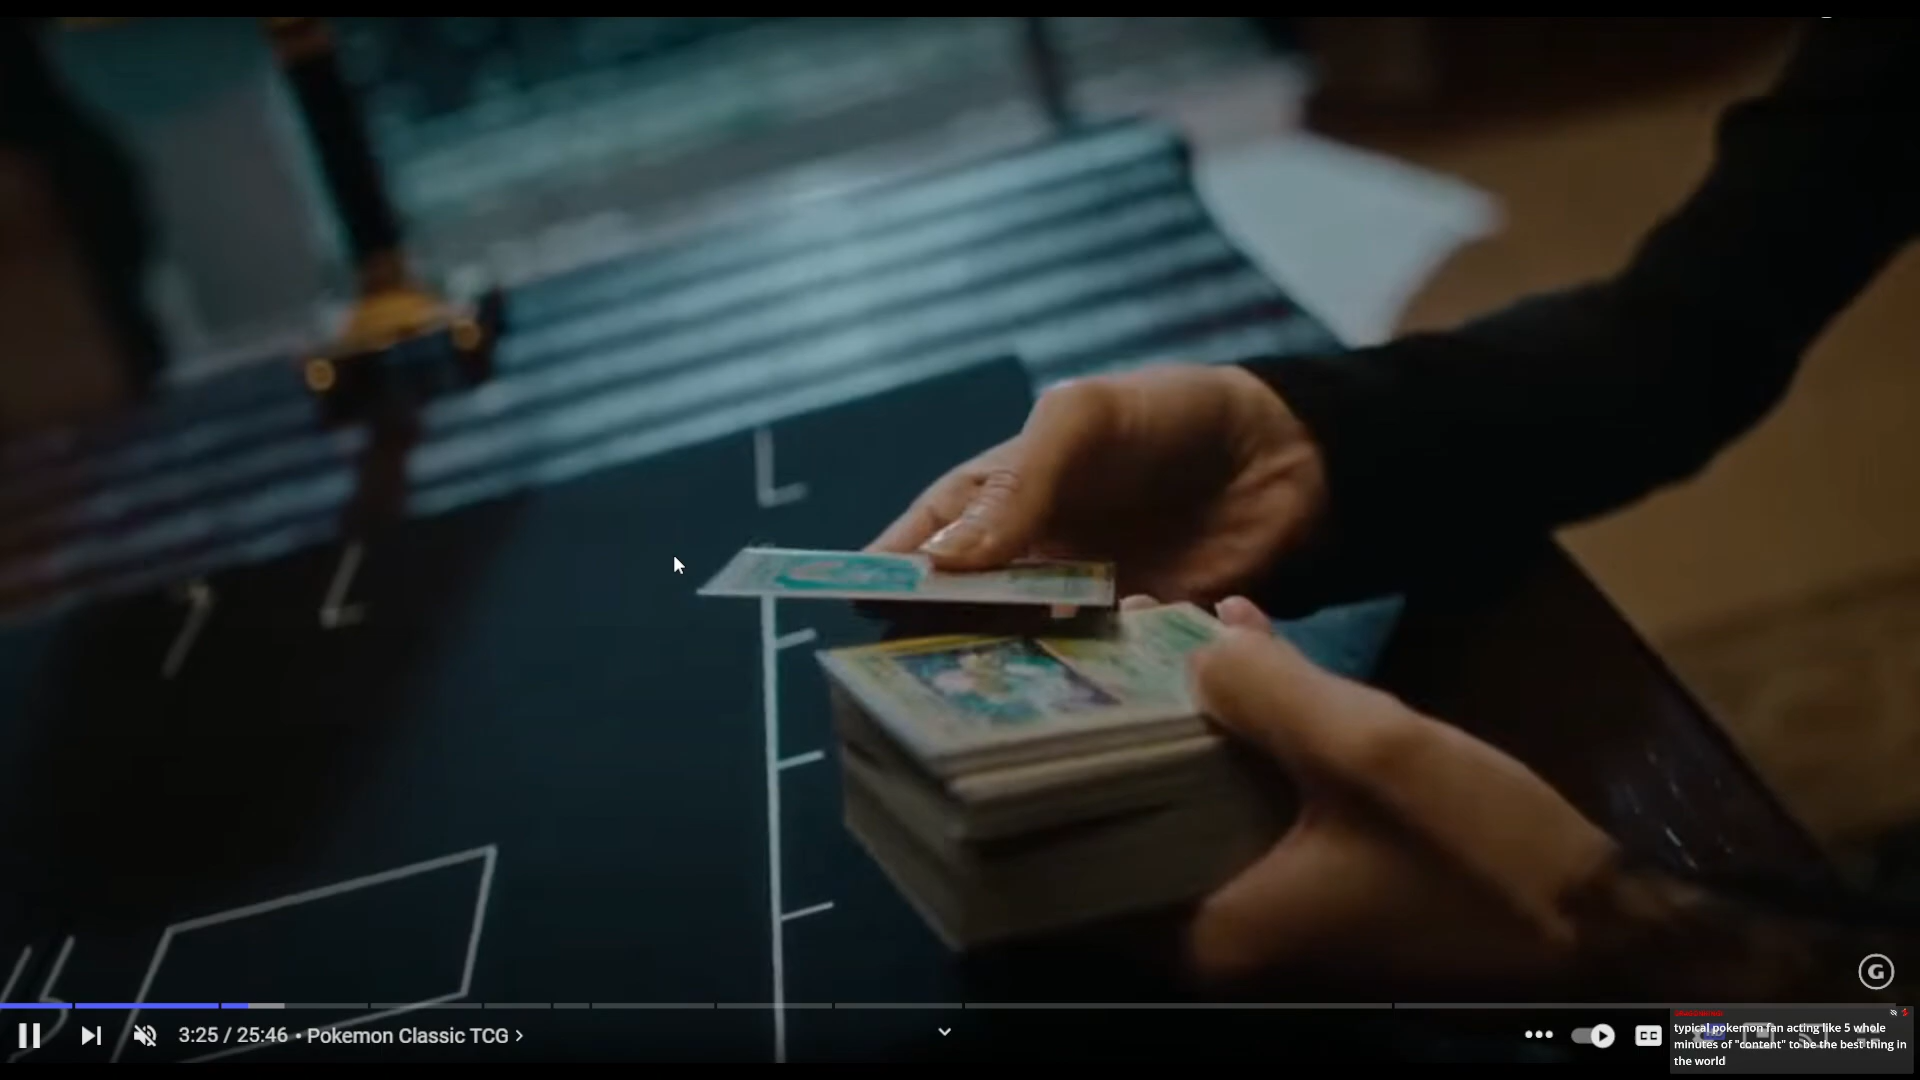 G
3:25 / 25:46 • Pokemon Classic TCG >
CC
typical pokemon fan acting like 5 whole
minutes of "content" to be the best thing in
the world